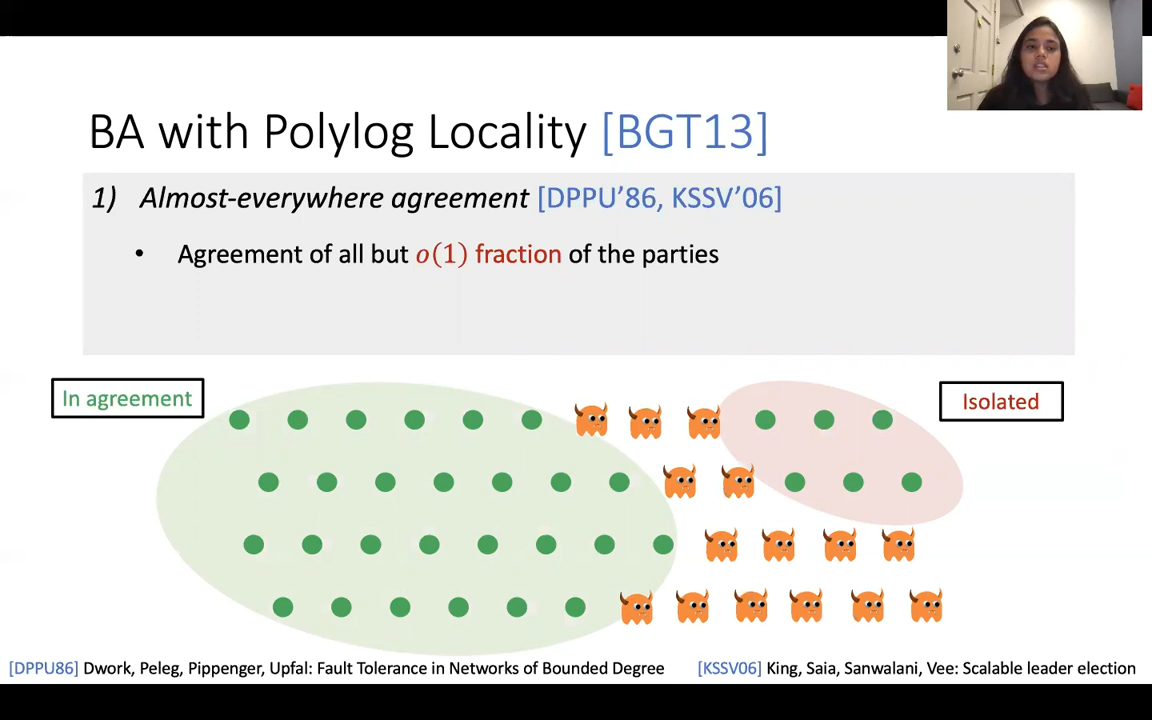 BA with Polylog Locality [BGT13]
1) Almost-everywhere agreement [DPPU'86, KSSV'06]
• Agreement of all but o(1) fraction of the parties
In agreement
Isolated
[DPPU86] Dwork, Peleg, Pippenger, Upfal: Fault Tolerance in Networks of Bounded Degree
[KSSV06] King, Saia, Sanwalani, Vee: Scalable leader election